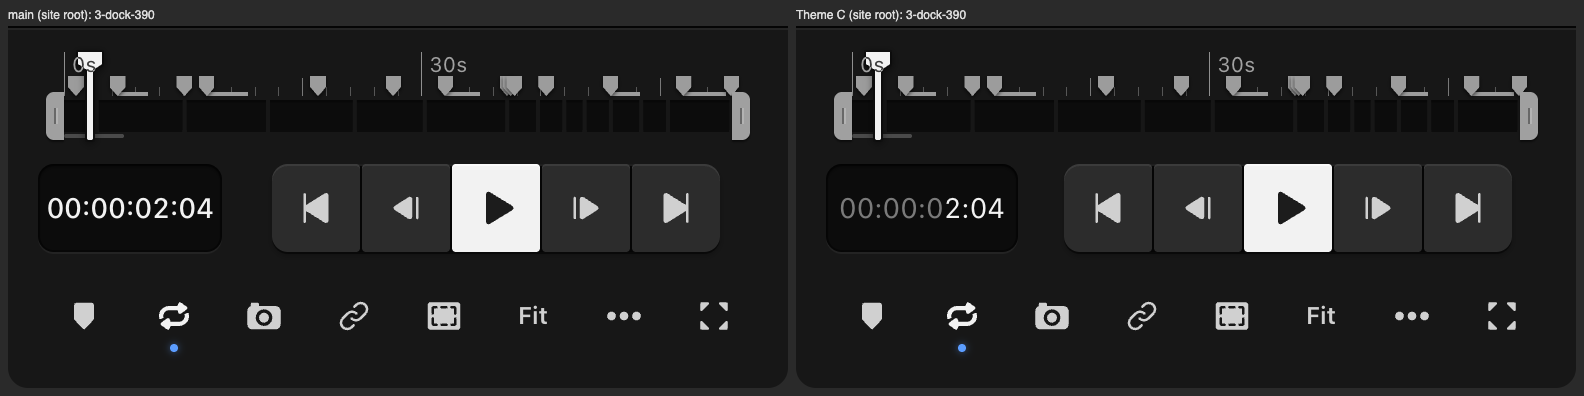 main (site root): 3-dock-390
0s
30s
00:00:02:04
Fit
Theme C (site root): 3-dock-390
0s
30s
00:00:02:04
Fit